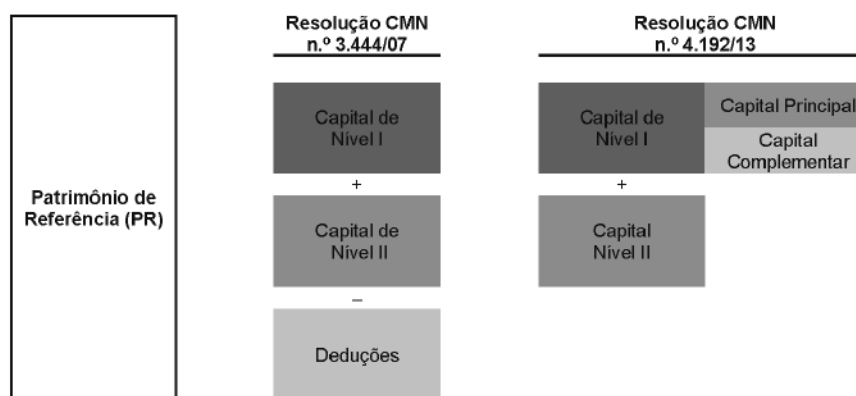 Resolução CMN
n.º 3.444/07
Resolução CMN
n.º 4.192/13
Patrimônio de
Referência (PR)
Capital de
Nível I
+
Capital de
Nível II
–
Deduções
Capital de
Nível I
Capital Principal
Capital
Complementar
+
Capital
Nível II